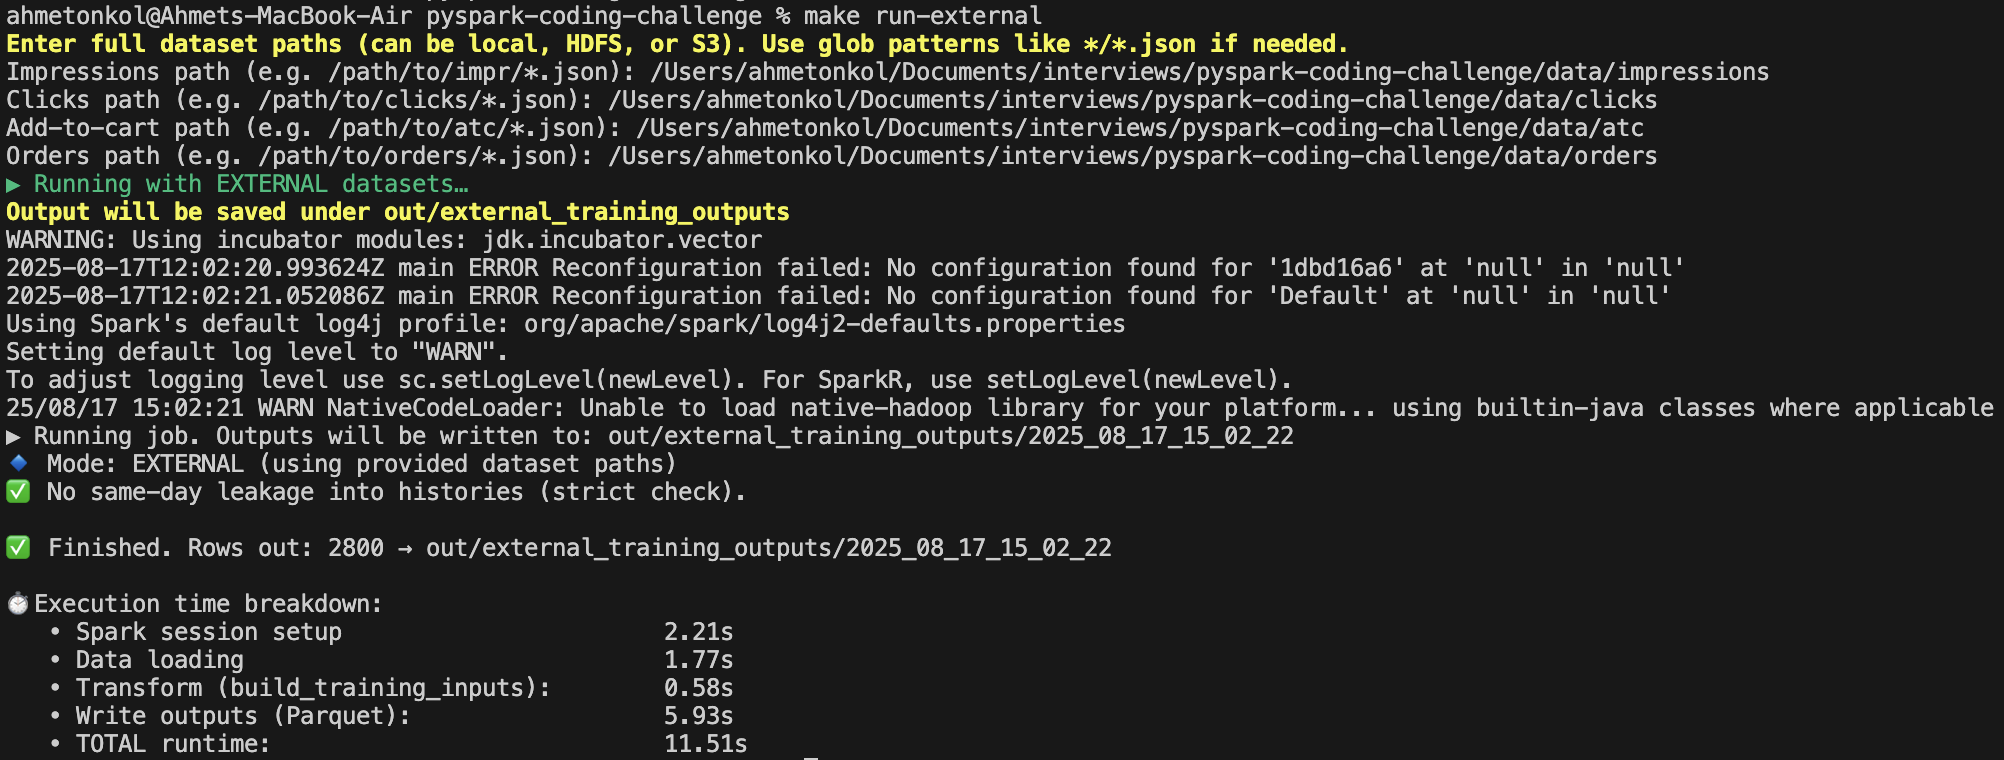 ahmetonkol@Ahmets-MacBook-Air pyspark-coding-challenge % make run-external
Enter full dataset paths (can be local, HDFS, or S3). Use glob patterns like */*.json if needed.
Impressions path (e.g. /path/to/impr/*.json): /Users/ahmetonkol/Documents/interviews/pyspark-coding-challenge/data/impressions
Clicks path (e.g. /path/to/clicks/*.json): /Users/ahmetonkol/Documents/interviews/pyspark-coding-challenge/data/clicks
Add-to-cart path (e.g. /path/to/atc/*.json): /Users/ahmetonkol/Documents/interviews/pyspark-coding-challenge/data/atc
Orders path (e.g. /path/to/orders/*.json): /Users/ahmetonkol/Documents/interviews/pyspark-coding-challenge/data/orders
▶ Running with EXTERNAL datasets…
Output will be saved under out/external_training_outputs
WARNING: Using incubator modules: jdk.incubator.vector
2025-08-17T12:02:20.993624Z main ERROR Reconfiguration failed: No configuration found for '1dbd16a6' at 'null' in 'null'
2025-08-17T12:02:21.052086Z main ERROR Reconfiguration failed: No configuration found for 'Default' at 'null' in 'null'
Using Spark's default log4j profile: org/apache/spark/log4j2-defaults.properties
Setting default log level to "WARN".
To adjust logging level use sc.setLogLevel(newLevel). For SparkR, use setLogLevel(newLevel).
25/08/17 15:02:21 WARN NativeCodeLoader: Unable to load native-hadoop library for your platform... using builtin-java classes where applicable
▶ Running job. Outputs will be written to: out/external_training_outputs/2025_08_17_15_02_22
🔹 Mode: EXTERNAL (using provided dataset paths)
✅ No same-day leakage into histories (strict check).
✅ Finished. Rows out: 2800 → out/external_training_outputs/2025_08_17_15_02_22
⏱ Execution time breakdown:
• Spark session setup 2.21s
• Data loading 1.77s
• Transform (build_training_inputs): 0.58s
• Write outputs (Parquet): 5.93s
• TOTAL runtime: 11.51s